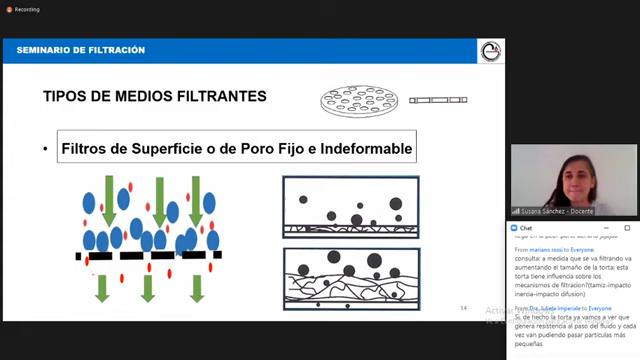 Recording
SEMINARIO DE FILTRACIÓN
TIPOS DE MEDIOS FILTRANTES
• Filtros de Superficie o de Poro Fijo e Indeformable
14
Susana Sánchez - Docente
Chat
From mariano rossi to Everyone:
consulta: a medida que se va filtrando va
aumentando el tamaño de la torta: esta
torta tiene influencia sobre los
mecanismos de filtracion?(tamiz-impacto
inercia-impacto difusion)
From Dra. Julieta Imperiale to Everyone:
Si, de hecho la torta ya vamos a ver que
genera resistencia al paso del fluido y cada
vez van pudiendo pasar partículas más
pequeñas